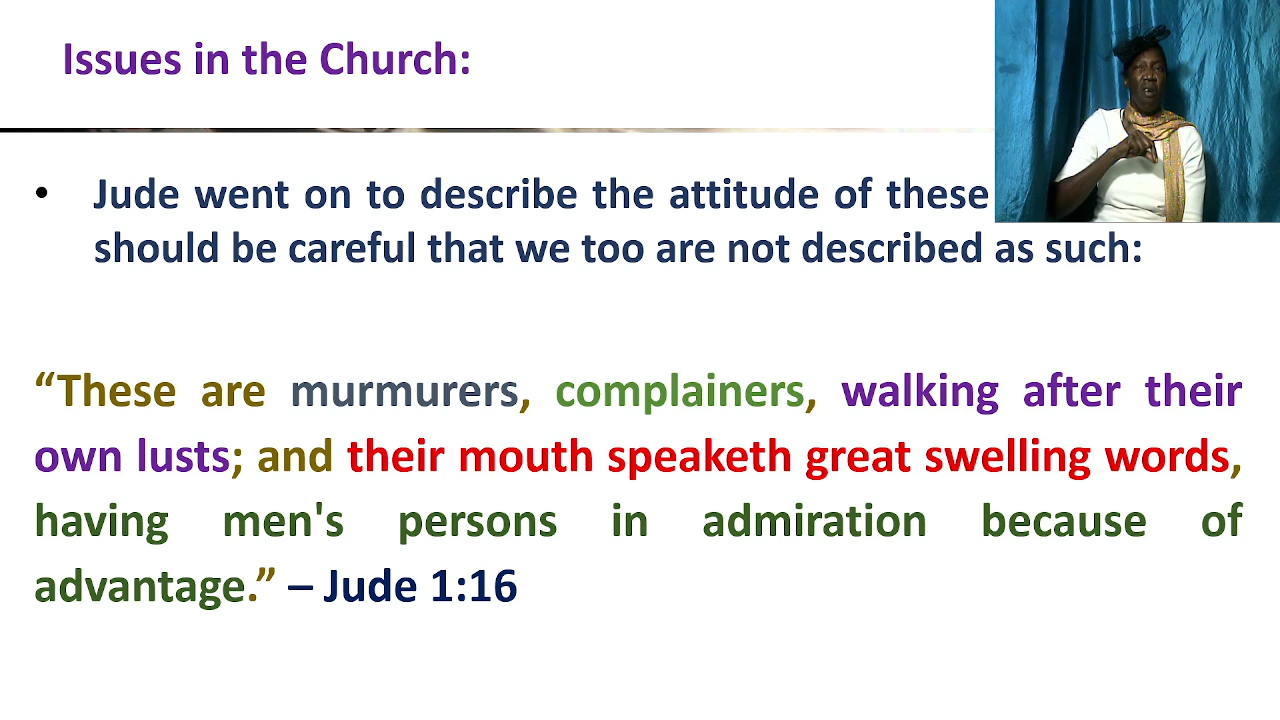 Issues in the Church:
• Jude went on to describe the attitude of these
should be careful that we too are not described as such:
“These are murmurers, complainers, walking after their
own lusts; and their mouth speaketh great swelling words,
having men's persons in admiration because of
advantage.” – Jude 1:16